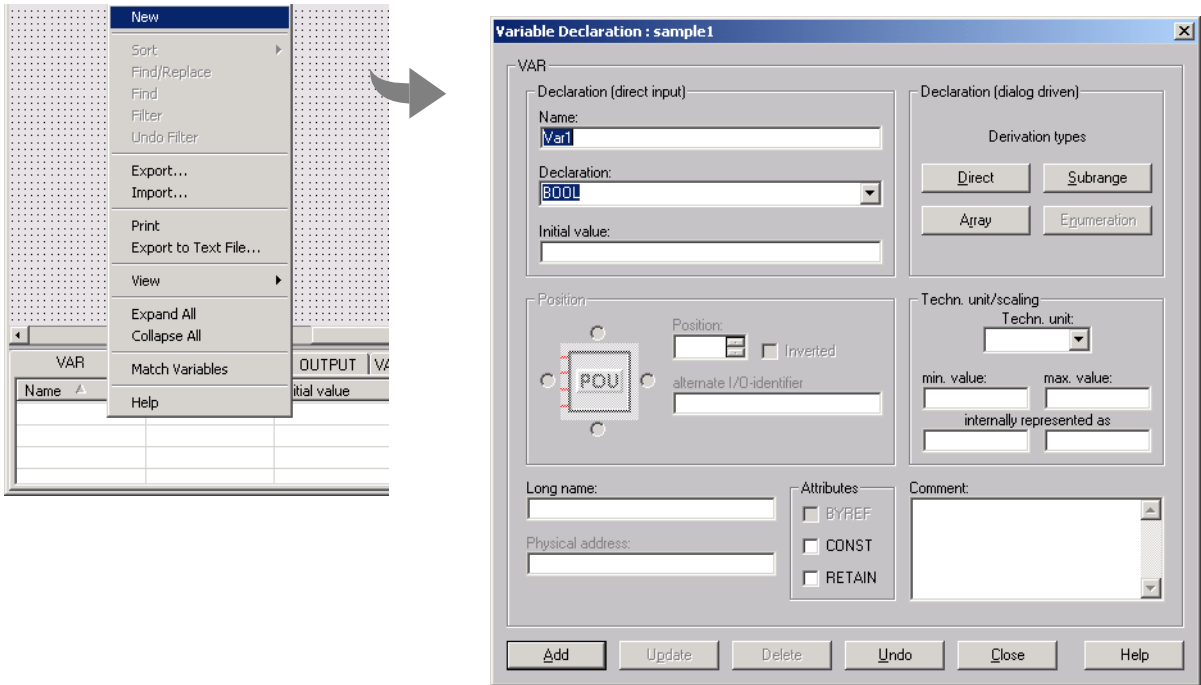 New
Sort
Find/Replace
Find
Filter
Undo Filter
Export...
Import...
Print
Export to Text File...
View
Expand All
Collapse All
Match Variables
Help
VAR
OUTPUT
Name
itial value
Variable Declaration : sample1
VAR
Declaration (direct input)
Name:
Var1
Declaration:
BOOL
Initial value:
Declaration (dialog driven)
Derivation types
Direct Subrange
Array Enumeration
Position
Position:
Inverted
POU
alternate I/O-identifier
Techn. unit/scaling
Techn. unit:
min. value: max. value:
internally represented as
Long name:
Physical address:
Attributes
BYREF
CONST
RETAIN
Comment:
Add Update Delete Undo Close Help